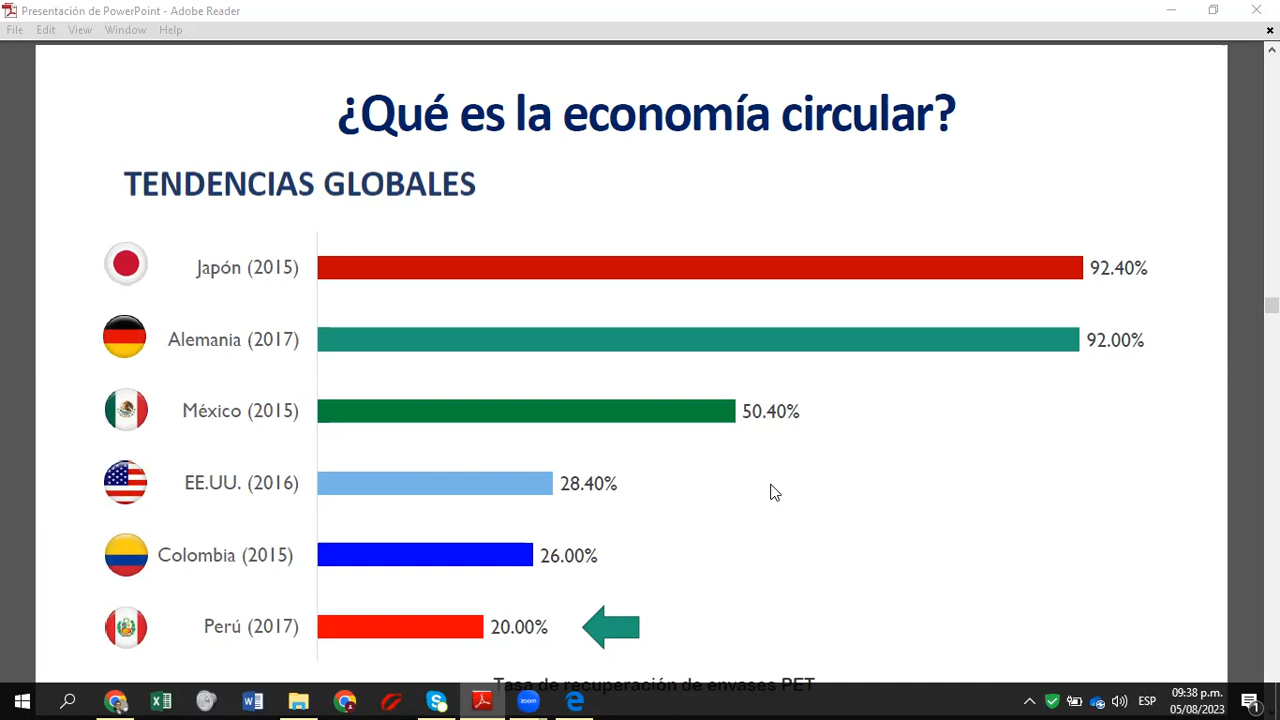 Presentación de PowerPoint - Adobe Reader
File Edit View Window Help
¿Qué es la economía circular?
TENDENCIAS GLOBALES
Japón (2015) 92.40%
Alemania (2017) 92.00%
México (2015) 50.40%
EE.UU. (2016) 28.40%
Colombia (2015) 26.00%
Perú (2017) 20.00%
Tasa de recuperación de envases PET
zoom
ESP
09:38 p.m.
05/08/2023
1